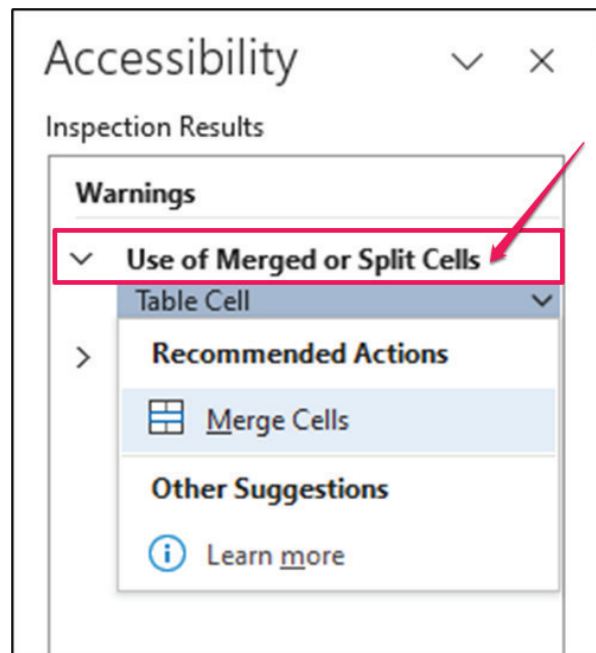 Accessibility
Inspection Results
Warnings
Use of Merged or Split Cells
Table Cell
Recommended Actions
Merge Cells
Other Suggestions
Learn more